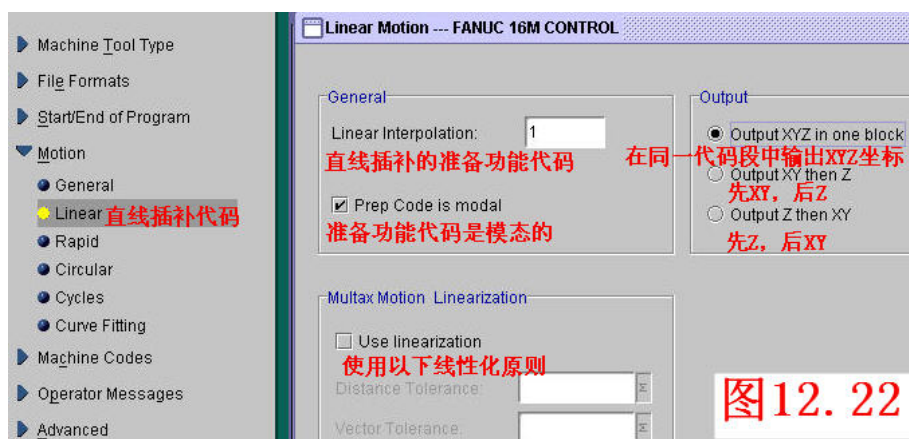 Machine Tool Type
File Formats
Start/End of Program
Motion
General
Linear 直线插补代码
Rapid
Circular
Cycles
Curve Fitting
Machine Codes
Operator Messages
Advanced
Linear Motion --- FANUC 16M CONTROL
General
Linear Interpolation: 1
直线插补的准备功能代码
Prep Code is modal
准备功能代码是模态的
Output
Output XYZ in one block
在同一代码段中输出XYZ坐标
Output XY then Z
先XY，后Z
Output Z then XY
先Z，后XY
Multax Motion Linearization
Use linearization
使用以下线性化原则
Distance Tolerance:
Vector Tolerance:
图12.22